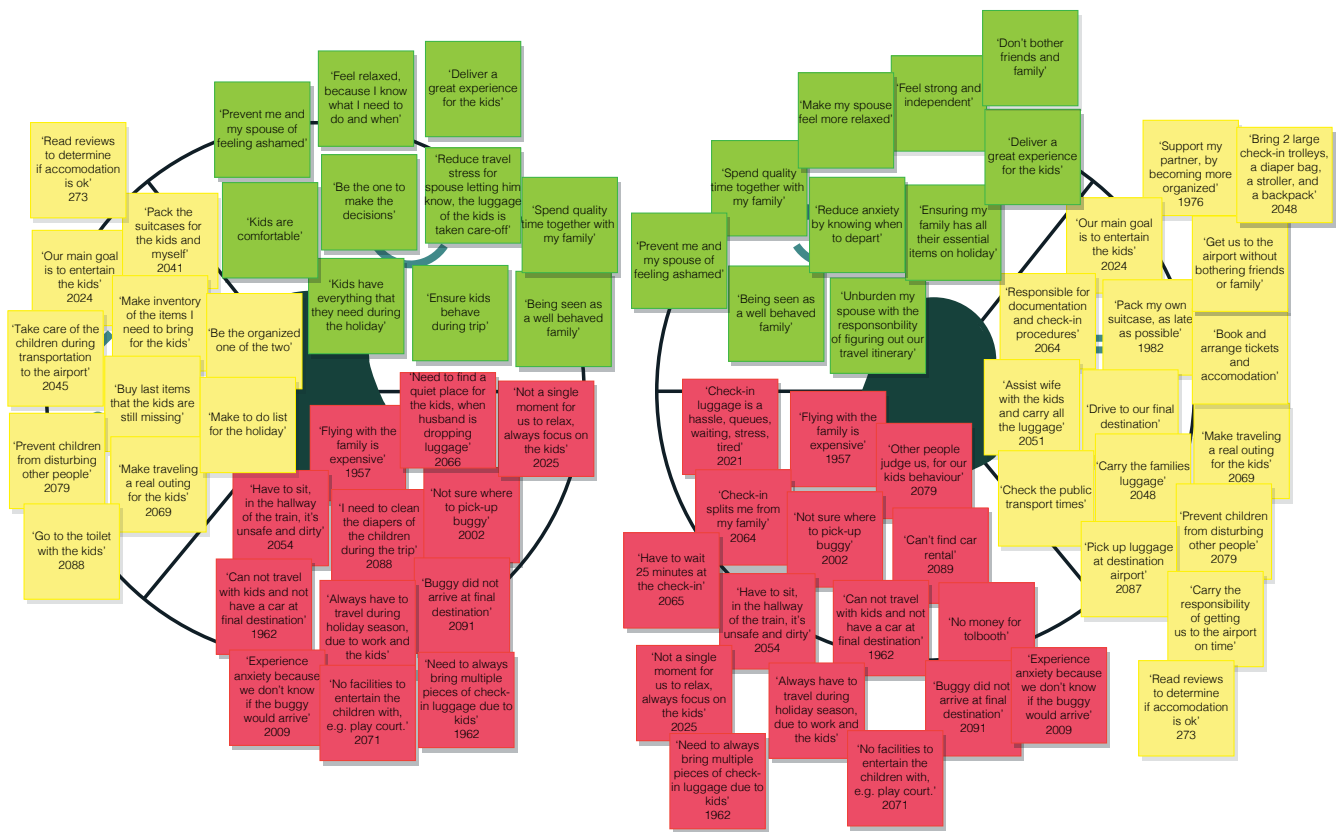 ‘Prevent me and
my spouse of
feeling ashamed’
‘Feel relaxed,
because I know
what I need to
do and when’
‘Deliver a
great experience
for the kids’
‘Kids are
comfortable’
‘Be the one to
make the
decisions’
‘Reduce travel
stress for
spouse letting him
know, the luggage
of the kids is
taken care-off’
‘Spend quality
time together with
my family’
‘Kids have
everything that
they need during
the holiday’
‘Ensure kids
behave
during trip’
‘Being seen as
a well behaved
family’
‘Read reviews
to determine
if accomodation
is ok’
273
‘Pack the
suitcases for
the kids and
myself’
2041
‘Our main goal
is to entertain
the kids’
2024
‘Make inventory
of the items I
need to bring
for the kids’
‘Be the organized
one of the two’
‘Take care of the
children during
transportation
to the airport’
2045
‘Buy last items
that the kids are
still missing’
‘Make to do list
for the holiday’
‘Prevent children
from disturbing
other people’
2079
‘Make traveling
a real outing
for the kids’
2069
‘Go to the toilet
with the kids’
2088
‘Flying with the
family is
expensive’
1957
‘Need to find a
quiet place for
the kids, when
husband is
dropping
luggage’
2066
‘Not a single
moment for
us to relax,
always focus on
the kids’
2025
‘Have to sit,
in the hallway
of the train, it’s
unsafe and dirty’
2054
‘I need to clean
the diapers of
the children
during the trip’
2088
‘Not sure where
to pick-up
buggy’
2002
‘Can not travel
with kids and not
have a car at
final destination’
1962
‘Always have to
travel during
holiday season,
due to work and
the kids’
‘Buggy did not
arrive at final
destination’
2091
‘Experience
anxiety because
we don’t know
if the buggy
would arrive’
2009
‘No facilities to
entertain the
children with,
e.g. play court.’
2071
‘Need to always
bring multiple
pieces of check-
in luggage due to
kids’
1962
‘Don’t bother
friends and
family’
‘Make my spouse
feel more relaxed’
‘Feel strong and
independent’
‘Deliver a
great experience
for the kids’
‘Spend quality
time together with
my family’
‘Reduce anxiety
by knowing when
to depart’
‘Ensuring my
family has all
their essential
items on holiday’
‘Prevent me and
my spouse of
feeling ashamed’
‘Being seen as
a well behaved
family’
‘Unburden my
spouse with the
responsonbility
of figuring out our
travel itinerary’
‘Support my
partner, by
becoming more
organized’
1976
‘Bring 2 large
check-in trolleys,
a diaper bag,
a stroller, and
a backpack’
2048
‘Our main goal
is to entertain
the kids’
2024
‘Get us to the
airport without
bothering friends
or family’
‘Responsible for
documentation
and check-in
procedures’
2064
‘Pack my own
suitcase, as late
as possible’
1982
‘Book and
arrange tickets
and
accomodation’
‘Assist wife
with the kids
and carry all
the luggage’
2051
‘Drive to our final
destination’
‘Make traveling
a real outing
for the kids’
2069
‘Check the public
transport times’
‘Carry the families
luggage’
2048
‘Prevent children
from disturbing
other people’
2079
‘Pick up luggage
at destination
airport’
2087
‘Carry the
responsibility
of getting
us to the airport
on time’
‘Read reviews
to determine
if accomodation
is ok’
273
‘Check-in
luggage is a
hassle, queues,
waiting, stress,
tired’
2021
‘Flying with the
family is
expensive’
1957
‘Other people
judge us, for our
kids behaviour’
2079
‘Check-in
splits me from
my family’
2064
‘Not sure where
to pick-up
buggy’
2002
‘Can’t find car
rental’
2089
‘Have to wait
25 minutes at
the check-in’
2065
‘Have to sit,
in the hallway
of the train, it’s
unsafe and dirty’
2054
‘Can not travel
with kids and not
have a car at
final destination’
1962
‘No money for
tolbooth’
‘Not a single
moment for
us to relax,
always focus on
the kids’
2025
‘Always have to
travel during
holiday season,
due to work and
the kids’
‘Buggy did not
arrive at final
destination’
2091
‘Experience
anxiety because
we don’t know
if the buggy
would arrive’
2009
‘Need to always
bring multiple
pieces of check-
in luggage due to
kids’
1962
‘No facilities to
entertain the
children with,
e.g. play court.’
2071